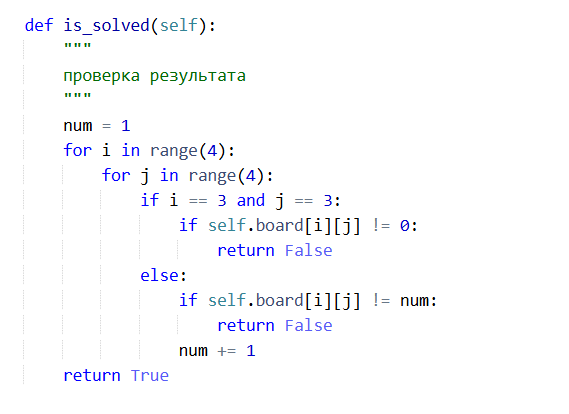 def is_solved(self):
    """
    проверка результата
    """
    num = 1
    for i in range(4):
        for j in range(4):
            if i == 3 and j == 3:
                if self.board[i][j] != 0:
                    return False
            else:
                if self.board[i][j] != num:
                    return False
                num += 1
    return True